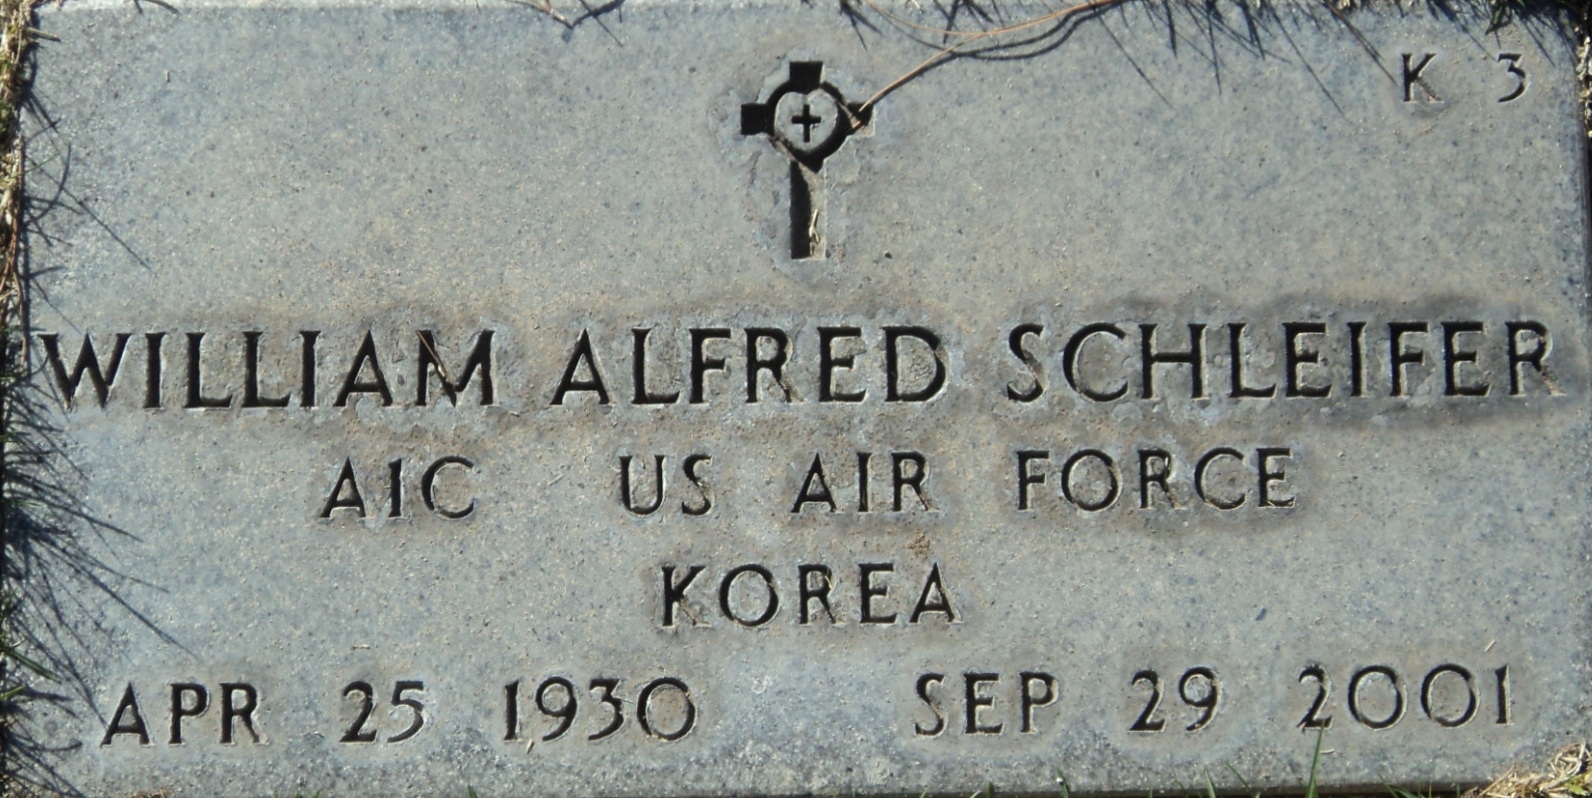 K 3
WILLIAM ALFRED SCHLEIFER
A1C US AIR FORCE
KOREA
APR 25 1930 SEP 29 2001